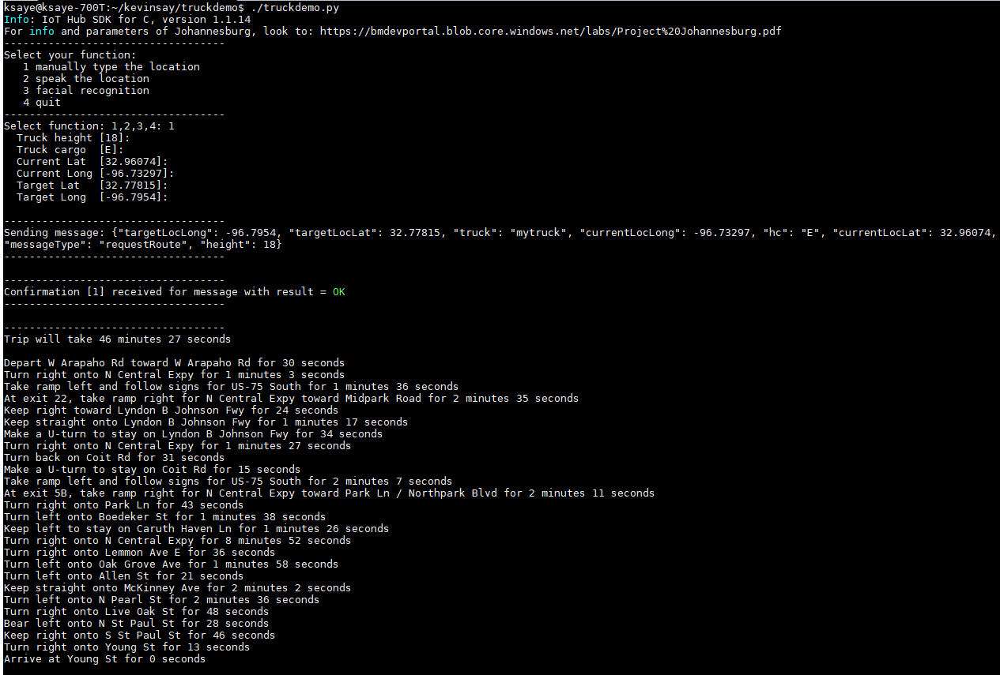 ksaye@ksaye-700T:~/kevinsay/truckdemo$ ./truckdemo.py
Info: IoT Hub SDK for C, version 1.1.14
For info and parameters of Johannesburg, look to: https://bmdevportal.blob.core.windows.net/labs/Project%20Johannesburg.pdf
-----------------------------------
Select your function:
   1 manually type the location
   2 speak the location
   3 facial recognition
   4 quit
-----------------------------------
Select function: 1,2,3,4: 1
  Truck height [18]:
  Truck cargo  [E]:
  Current Lat  [32.96074]:
  Current Long [-96.73297]:
  Target Lat   [32.77815]:
  Target Long  [-96.7954]:
-----------------------------------
Sending message: {"targetLocLong": -96.7954, "targetLocLat": 32.77815, "truck": "mytruck", "currentLocLong": -96.73297, "hc": "E", "currentLocLat": 32.96074,
"messageType": "requestRoute", "height": 18}
-----------------------------------
-----------------------------------
Confirmation [1] received for message with result = OK
-----------------------------------
-----------------------------------
Trip will take 46 minutes 27 seconds
Depart W Arapaho Rd toward W Arapaho Rd for 30 seconds
Turn right onto N Central Expy for 1 minutes 3 seconds
Take ramp left and follow signs for US-75 South for 1 minutes 36 seconds
At exit 22, take ramp right for N Central Expy toward Midpark Road for 2 minutes 35 seconds
Keep right toward Lyndon B Johnson Fwy for 24 seconds
Keep straight onto Lyndon B Johnson Fwy for 1 minutes 17 seconds
Make a U-turn to stay on Lyndon B Johnson Fwy for 34 seconds
Turn right onto N Central Expy for 1 minutes 27 seconds
Turn back on Coit Rd for 31 seconds
Make a U-turn to stay on Coit Rd for 15 seconds
Take ramp left and follow signs for US-75 South for 2 minutes 7 seconds
At exit 5B, take ramp right for N Central Expy toward Park Ln / Northpark Blvd for 2 minutes 11 seconds
Turn right onto Park Ln for 43 seconds
Turn left onto Boedeker St for 1 minutes 38 seconds
Keep left to stay on Caruth Haven Ln for 1 minutes 26 seconds
Turn right onto N Central Expy for 8 minutes 52 seconds
Turn right onto Lemmon Ave E for 36 seconds
Turn left onto Oak Grove Ave for 1 minutes 58 seconds
Turn left onto Allen St for 21 seconds
Keep straight onto McKinney Ave for 2 minutes 2 seconds
Turn left onto N Pearl St for 2 minutes 36 seconds
Turn right onto Live Oak St for 48 seconds
Bear left onto N St Paul St for 28 seconds
Keep right onto S St Paul St for 46 seconds
Turn right onto Young St for 13 seconds
Arrive at Young St for 0 seconds